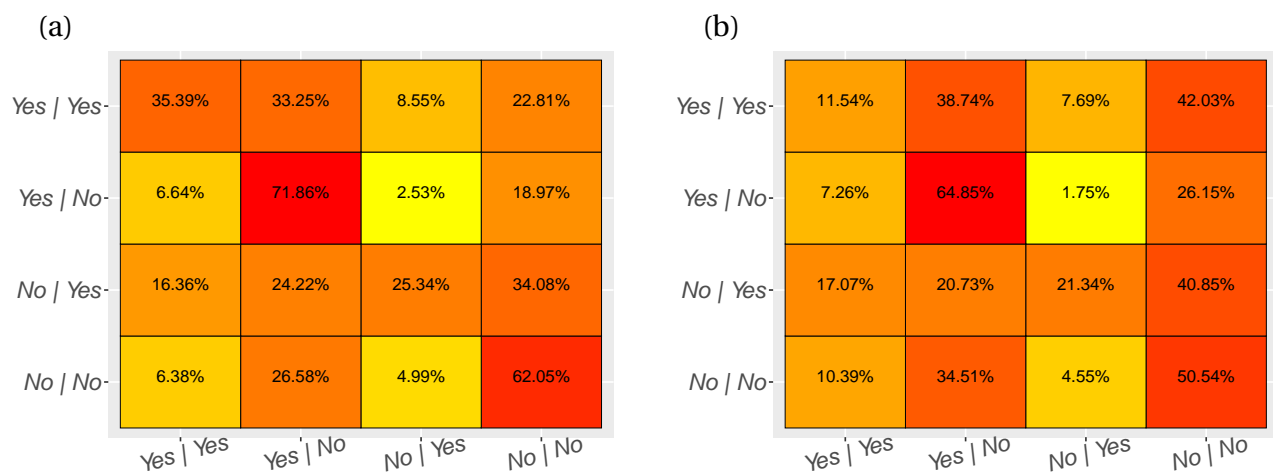 (a)
Yes | Yes 35.39% 33.25% 8.55% 22.81%
Yes | No 6.64% 71.86% 2.53% 18.97%
No | Yes 16.36% 24.22% 25.34% 34.08%
No | No 6.38% 26.58% 4.99% 62.05%
Yes | Yes Yes | No No | Yes No | No
(b)
Yes | Yes 11.54% 38.74% 7.69% 42.03%
Yes | No 7.26% 64.85% 1.75% 26.15%
No | Yes 17.07% 20.73% 21.34% 40.85%
No | No 10.39% 34.51% 4.55% 50.54%
Yes | Yes Yes | No No | Yes No | No